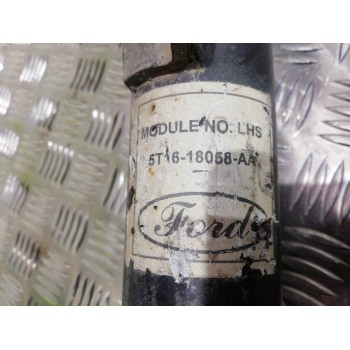 MODULE NO. LHS
5T16-18058-AA
Ford